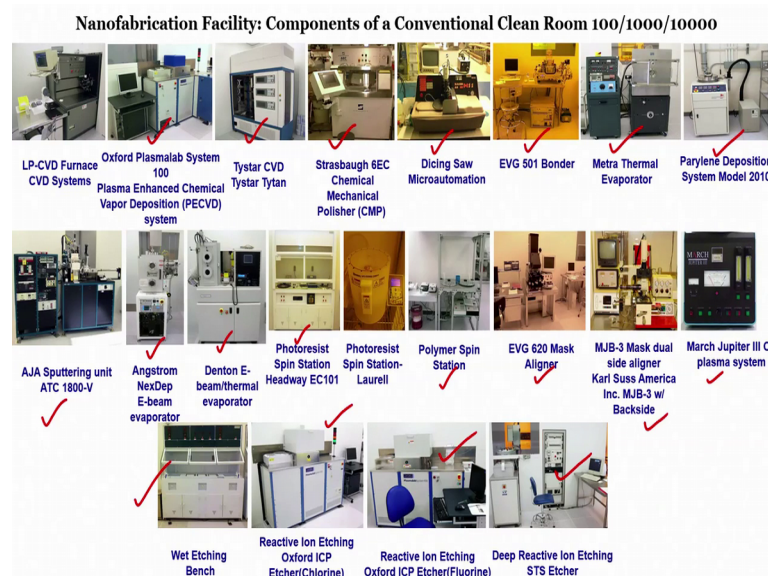 Nanofabrication Facility: Components of a Conventional Clean Room 100/1000/10000
LP-CVD Furnace
CVD Systems
Oxford Plasmalab System
100
Plasma Enhanced Chemical
Vapor Deposition (PECVD)
system
Tystar CVD
Tystar Tytan
Strasbaugh 6EC
Chemical
Mechanical
Polisher (CMP)
Dicing Saw
Microautomation
EVG 501 Bonder
Metra Thermal
Evaporator
Parylene Deposition
System Model 2010
AJA Sputtering unit
ATC 1800-V
Angstrom
NexDep
E-beam
evaporator
Denton E-
beam/thermal
evaporator
Photoresist
Spin Station
Headway EC101
Photoresist
Spin Station-
Laurell
Polymer Spin
Station
EVG 620 Mask
Aligner
MJB-3 Mask dual
side aligner
Karl Suss America
Inc. MJB-3 w/
Backside
MARCH
March Jupiter III O
plasma system
Wet Etching
Bench
Reactive Ion Etching
Oxford ICP
Etcher(Chlorine)
Reactive Ion Etching
Oxford ICP Etcher(Fluorine)
Deep Reactive Ion Etching
STS Etcher